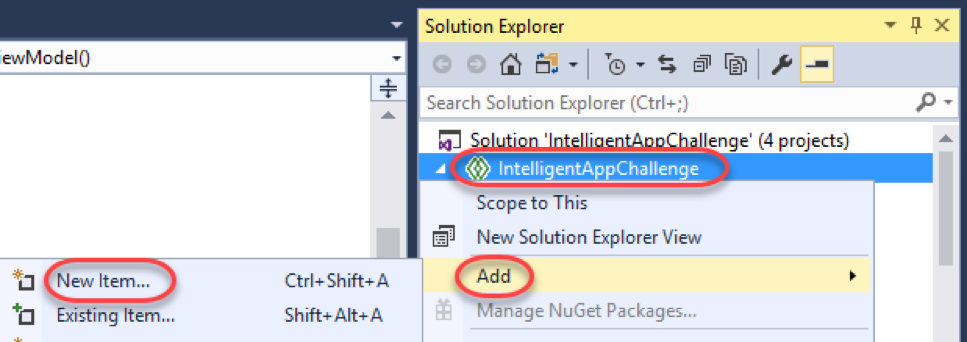 Solution Explorer
iewModel()
Search Solution Explorer (Ctrl+;)
Solution 'IntelligentAppChallenge' (4 projects)
IntelligentAppChallenge
Scope to This
New Solution Explorer View
Add
New Item... Ctrl+Shift+A
Manage NuGet Packages...
Existing Item... Shift+Alt+A